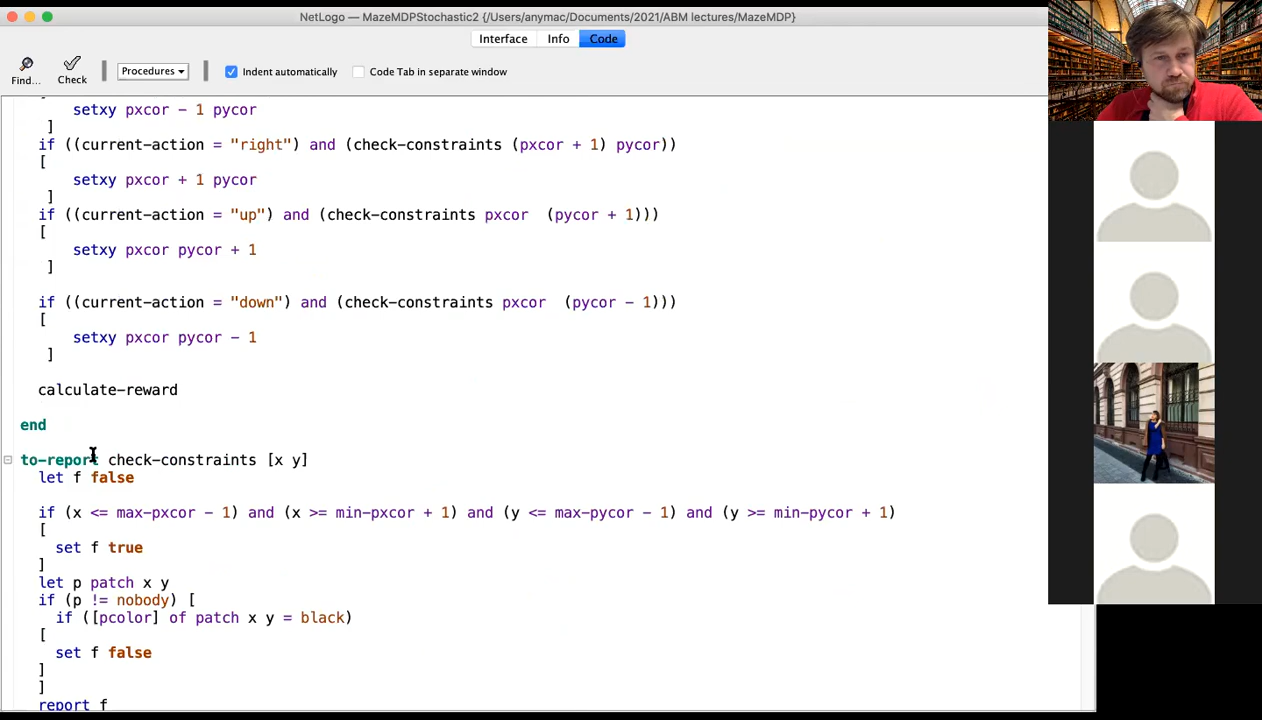 NetLogo — MazeMDPStochastic2 {/Users/anymac/Documents/2021/ABM lectures/MazeMDP}
Interface Info Code
Find... Check Procedures Indent automatically Code Tab in separate window
setxy pxcor - 1 pycor
]
if ((current-action = "right") and (check-constraints (pxcor + 1) pycor))
[
setxy pxcor + 1 pycor
]
if ((current-action = "up") and (check-constraints pxcor (pycor + 1)))
[
setxy pxcor pycor + 1
]
if ((current-action = "down") and (check-constraints pxcor (pycor - 1)))
[
setxy pxcor pycor - 1
]
calculate-reward
end
to-report check-constraints [x y]
let f false
if (x <= max-pxcor - 1) and (x >= min-pxcor + 1) and (y <= max-pycor - 1) and (y >= min-pycor + 1)
[
set f true
]
let p patch x y
if (p != nobody) [
if ([pcolor] of patch x y = black)
[
set f false
]
]
report f